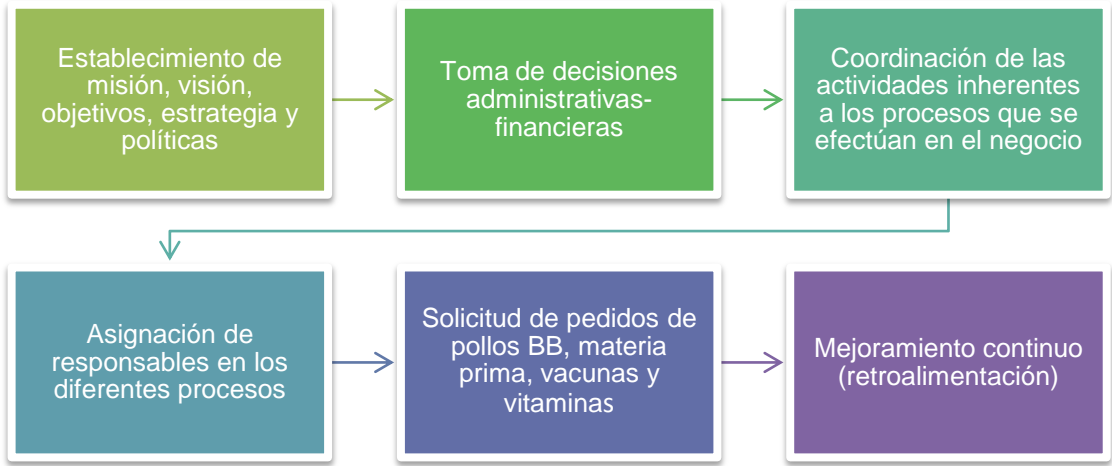 Establecimiento de
misión, visión,
objetivos, estrategia y
políticas
Toma de decisiones
administrativas-
financieras
Coordinación de las
actividades inherentes
a los procesos que se
efectúan en el negocio
Asignación de
responsables en los
diferentes procesos
Solicitud de pedidos de
pollos BB, materia
prima, vacunas y
vitaminas
Mejoramiento continuo
(retroalimentación)